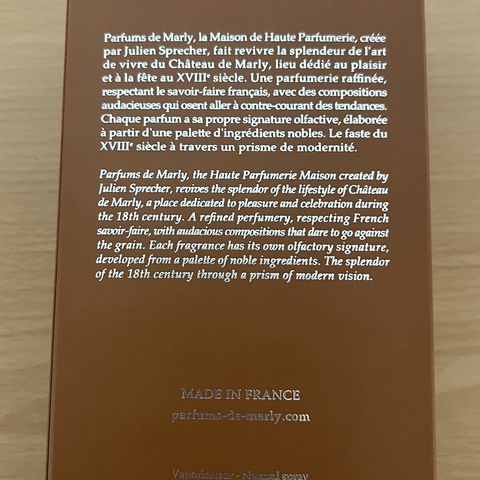 Parfums de Marly, la Maison de Haute Parfumerie, créée
par Julien Sprecher, fait revivre la splendeur de l'art
de vivre du Château de Marly, lieu dédié au plaisir
et à la fête au XVIIIᵉ siècle. Une parfumerie raffinée,
respectant le savoir-faire français, avec des compositions
audacieuses qui osent aller à contre-courant des tendances.
Chaque parfum a sa propre signature olfactive, élaborée
à partir d'une palette d'ingrédients nobles. Le faste du
XVIIIᵉ siècle à travers un prisme de modernité.
Parfums de Marly, the Haute Parfumerie Maison created by
Julien Sprecher, revives the splendor of the lifestyle of Château
de Marly, a place dedicated to pleasure and celebration during
the 18th century. A refined perfumery, respecting French
savoir-faire, with audacious compositions that dare to go against
the grain. Each fragrance has its own olfactory signature,
developed from a palette of noble ingredients. The splendor
of the 18th century through a prism of modern vision.
MADE IN FRANCE
parfums-de-marly.com
Vaporisateur - Natural spray